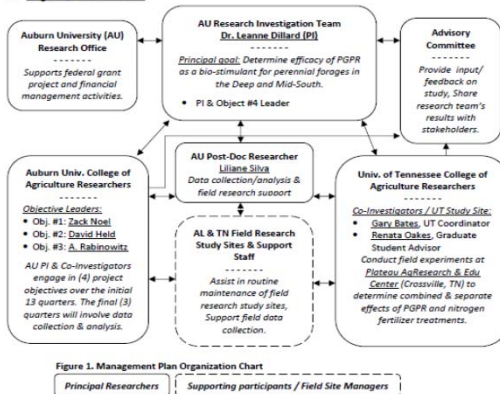 Auburn University (AU)
Research Office
- - - - - - -
Supports federal grant
project and financial
management activities.
AU Research Investigation Team
Dr. Leanne Dillard (PI)
- - - - - - -
Principal goal: Determine efficacy of PGPR
as a bio-stimulant for perennial forages in
the Deep and Mid-South.
• PI & Object #4 Leader
Advisory
Committee
- - - - - - -
Provide input/
feedback on
study, Share
research team's
results with
stakeholders.
Auburn Univ. College of
Agriculture Researchers
- - - - - - -
Objective Leaders:
• Obj. #1: Zack Noel
• Obj. #2: David Held
• Obj. #3: A. Rabinowitz
AU PI & Co-Investigators
engage in (4) project
objectives over the initial
13 quarters. The final (3)
quarters will involve data
collection & analysis.
AU Post-Doc Researcher
Liliane Silva
Data collection/analysis &
field research support
AL & TN Field Research
Study Sites & Support
Staff
- - - - - - -
Assist in routine
maintenance of field
research study sites,
Support field data
collection.
Univ. of Tennessee College of
Agriculture Researchers
- - - - - - -
Co-Investigators / UT Study Site:
• Gary Bates, UT Coordinator
• Renata Oakes, Graduate
Student Advisor
Conduct field experiments at
Plateau AgResearch & Edu
Center (Crossville, TN) to
determine combined & separate
effects of PGPR and nitrogen
fertilizer treatments.
Figure 1. Management Plan Organization Chart
Principal Researchers
Supporting participants / Field Site Managers